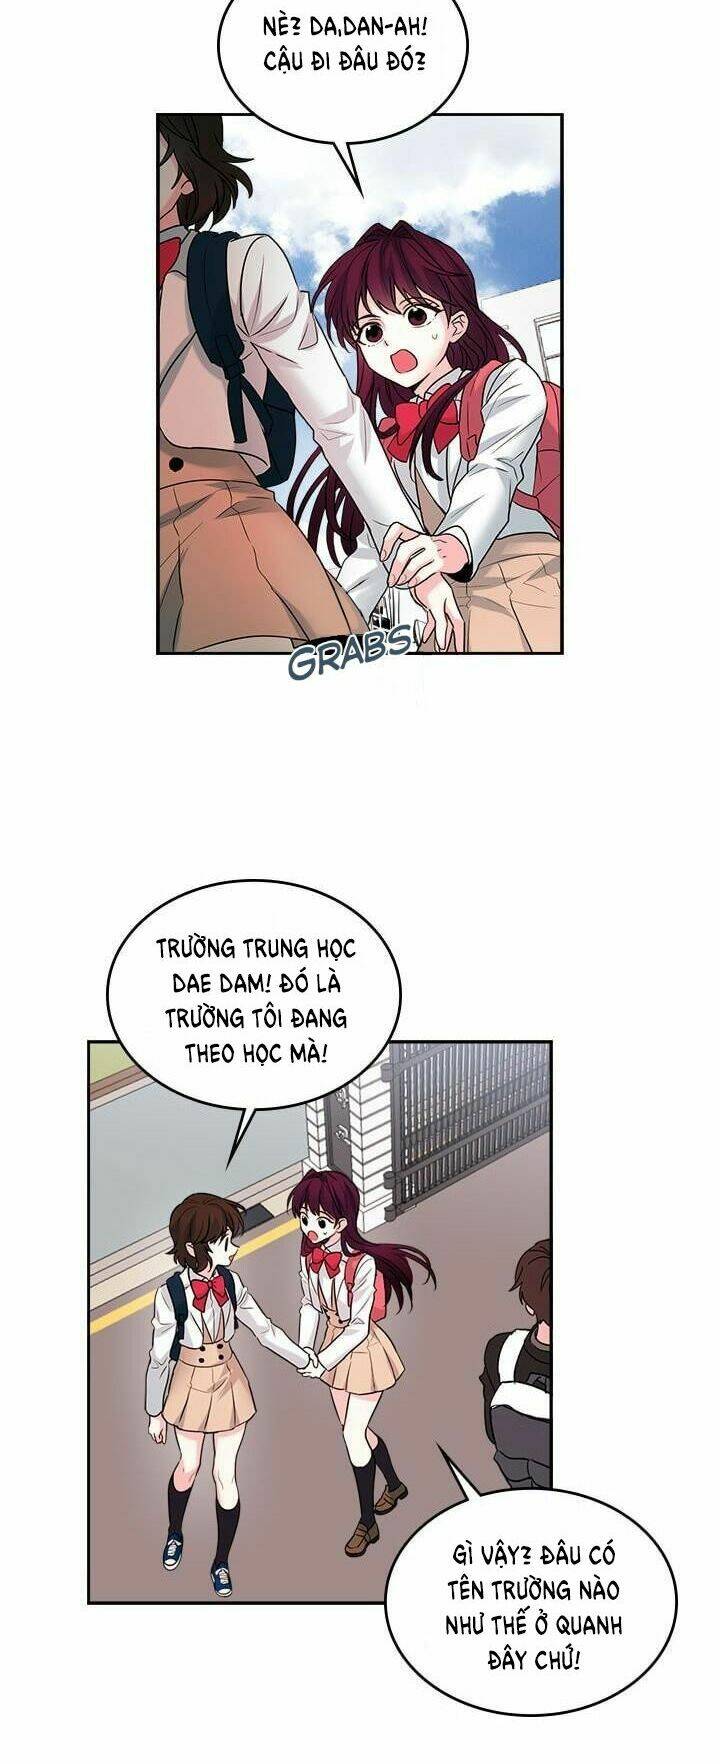 NÈ? DA,DAN-AH!
CẬU ĐI ĐÂU ĐÓ?
GRABS
TRƯỜNG TRUNG HỌC
DAE DAM! ĐÓ LÀ
TRƯỜNG TÔI ĐANG
THEO HỌC MÀ!
GÌ VẬY? ĐÂU CÓ
TÊN TRƯỜNG NÀO
NHƯ THẾ Ở QUANH
ĐÂY CHỨ!